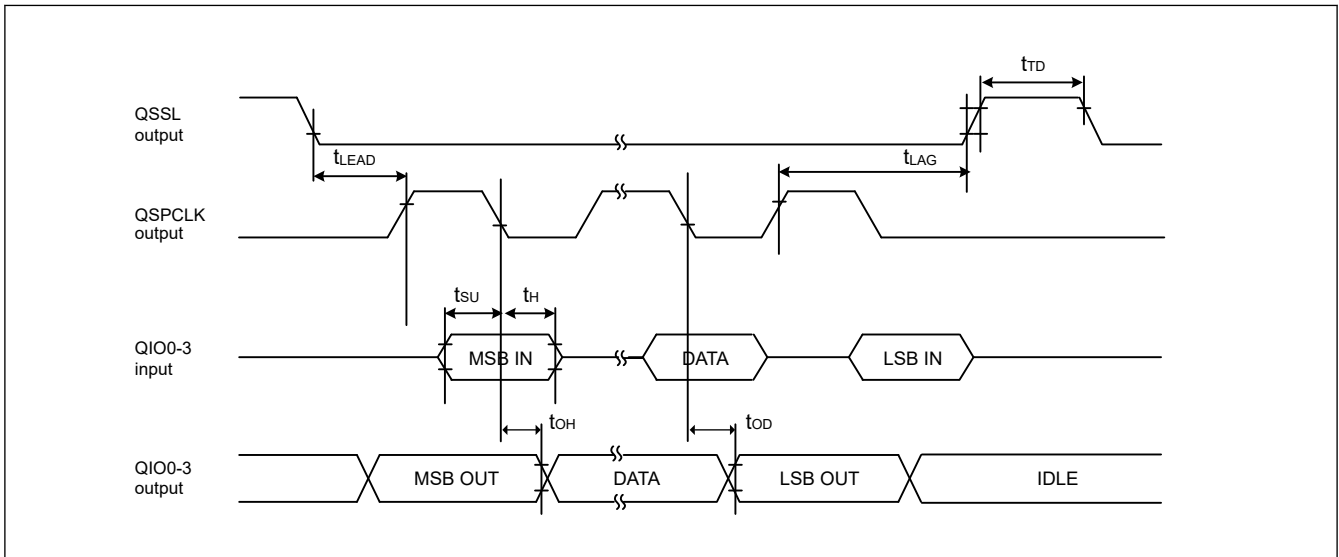 tTD
QSSL
output
tLEAD
tLAG
QSPCLK
output
tSU
tH
QIO0-3
input
MSB IN
DATA
LSB IN
tOH
tOD
QIO0-3
output
MSB OUT
DATA
LSB OUT
IDLE